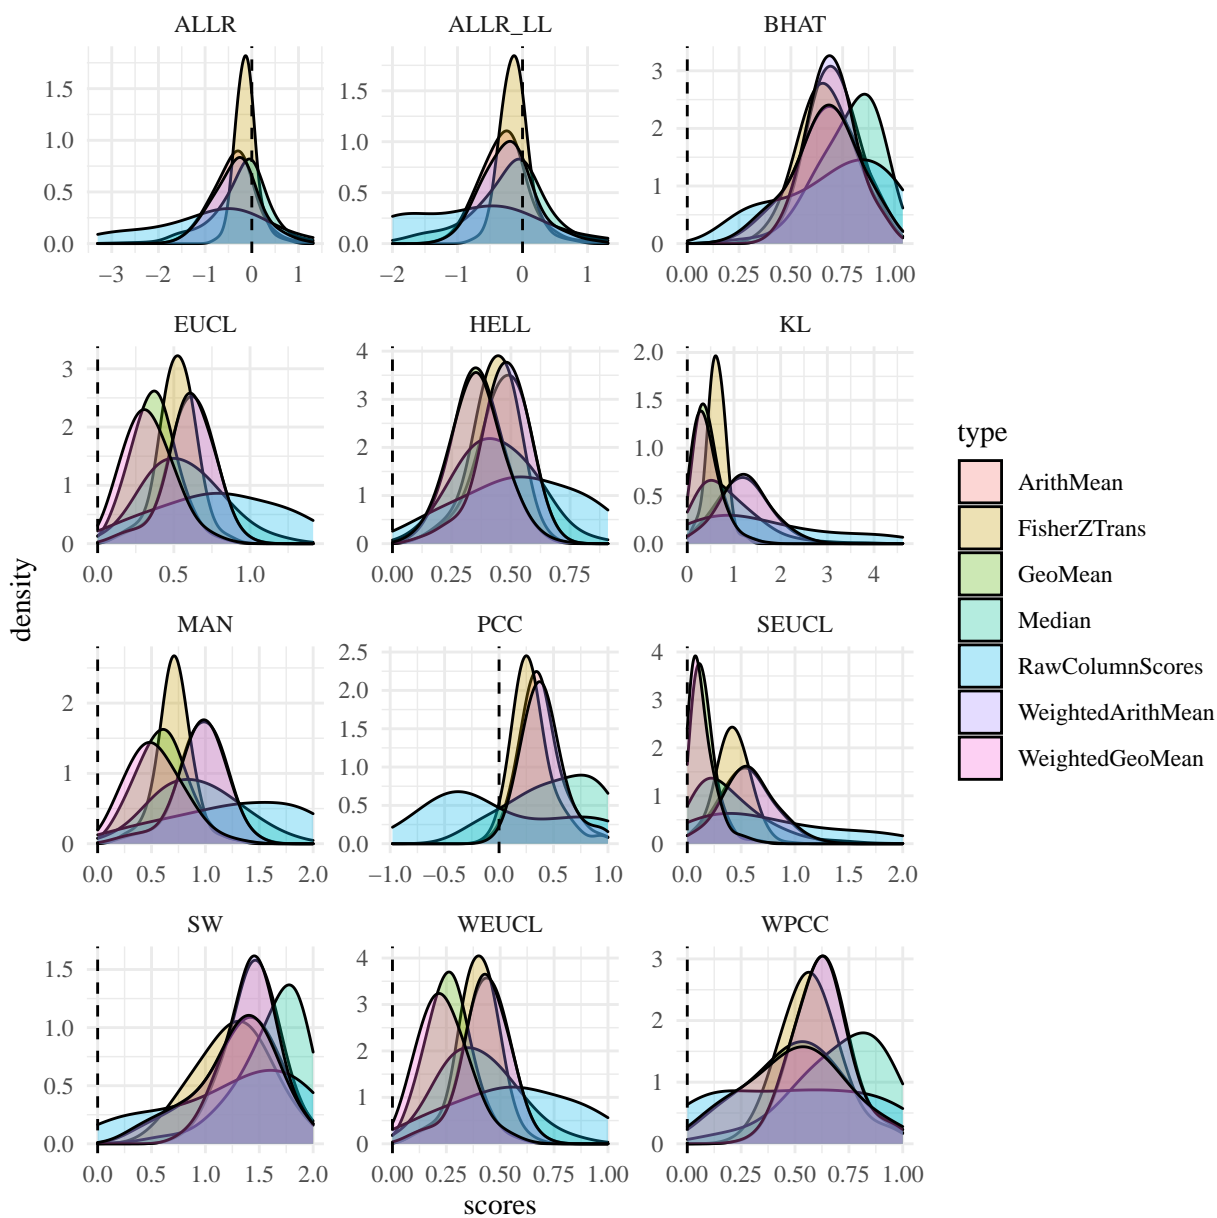 ALLR ALLR_LL BHAT
1.5
1.0
0.5
0.0
−3 −2 −1 0 1
1.5
1.0
0.5
0.0
−2 −1 0 1
3
2
1
0
0.00 0.25 0.50 0.75 1.00
EUCL HELL KL
3
2
1
0
0.0 0.5 1.0
4
3
2
1
0
0.00 0.25 0.50 0.75
2.0
1.5
1.0
0.5
0.0
0 1 2 3 4
MAN PCC SEUCL
2
1
0
0.0 0.5 1.0 1.5 2.0
2.5
2.0
1.5
1.0
0.5
0.0
−1.0 −0.5 0.0 0.5 1.0
4
3
2
1
0
0.0 0.5 1.0 1.5 2.0
SW WEUCL WPCC
1.5
1.0
0.5
0.0
0.0 0.5 1.0 1.5 2.0
4
3
2
1
0
0.00 0.25 0.50 0.75 1.00
3
2
1
0
0.00 0.25 0.50 0.75 1.00
scores
density
type
ArithMean
FisherZTrans
GeoMean
Median
RawColumnScores
WeightedArithMean
WeightedGeoMean